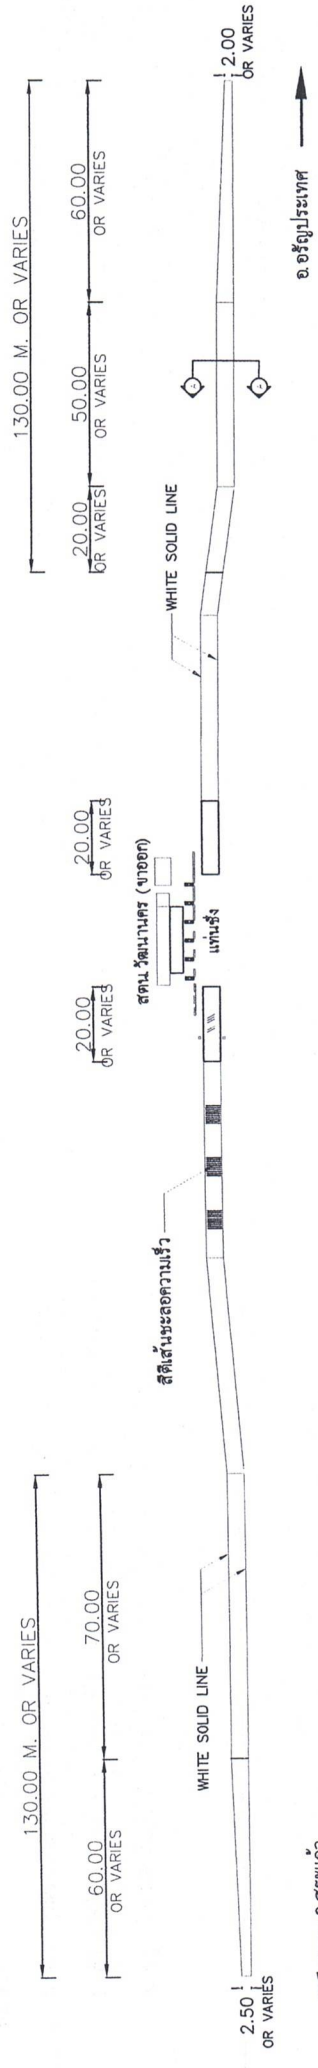 130.00 M. OR VARIES
60.00
OR VARIES
70.00
OR VARIES
2.50
OR VARIES
WHITE SOLID LINE
สีตีเส้นชะลอความเร็ว
20.00
OR VARIES
20.00
OR VARIES
สตน.วัฒนานคร (ขาออก)
แท่นชั่ง
WHITE SOLID LINE
130.00 M. OR VARIES
20.00
OR VARIES
50.00
OR VARIES
60.00
OR VARIES
2.00
OR VARIES
A
A
อ.อรัญประเทศ